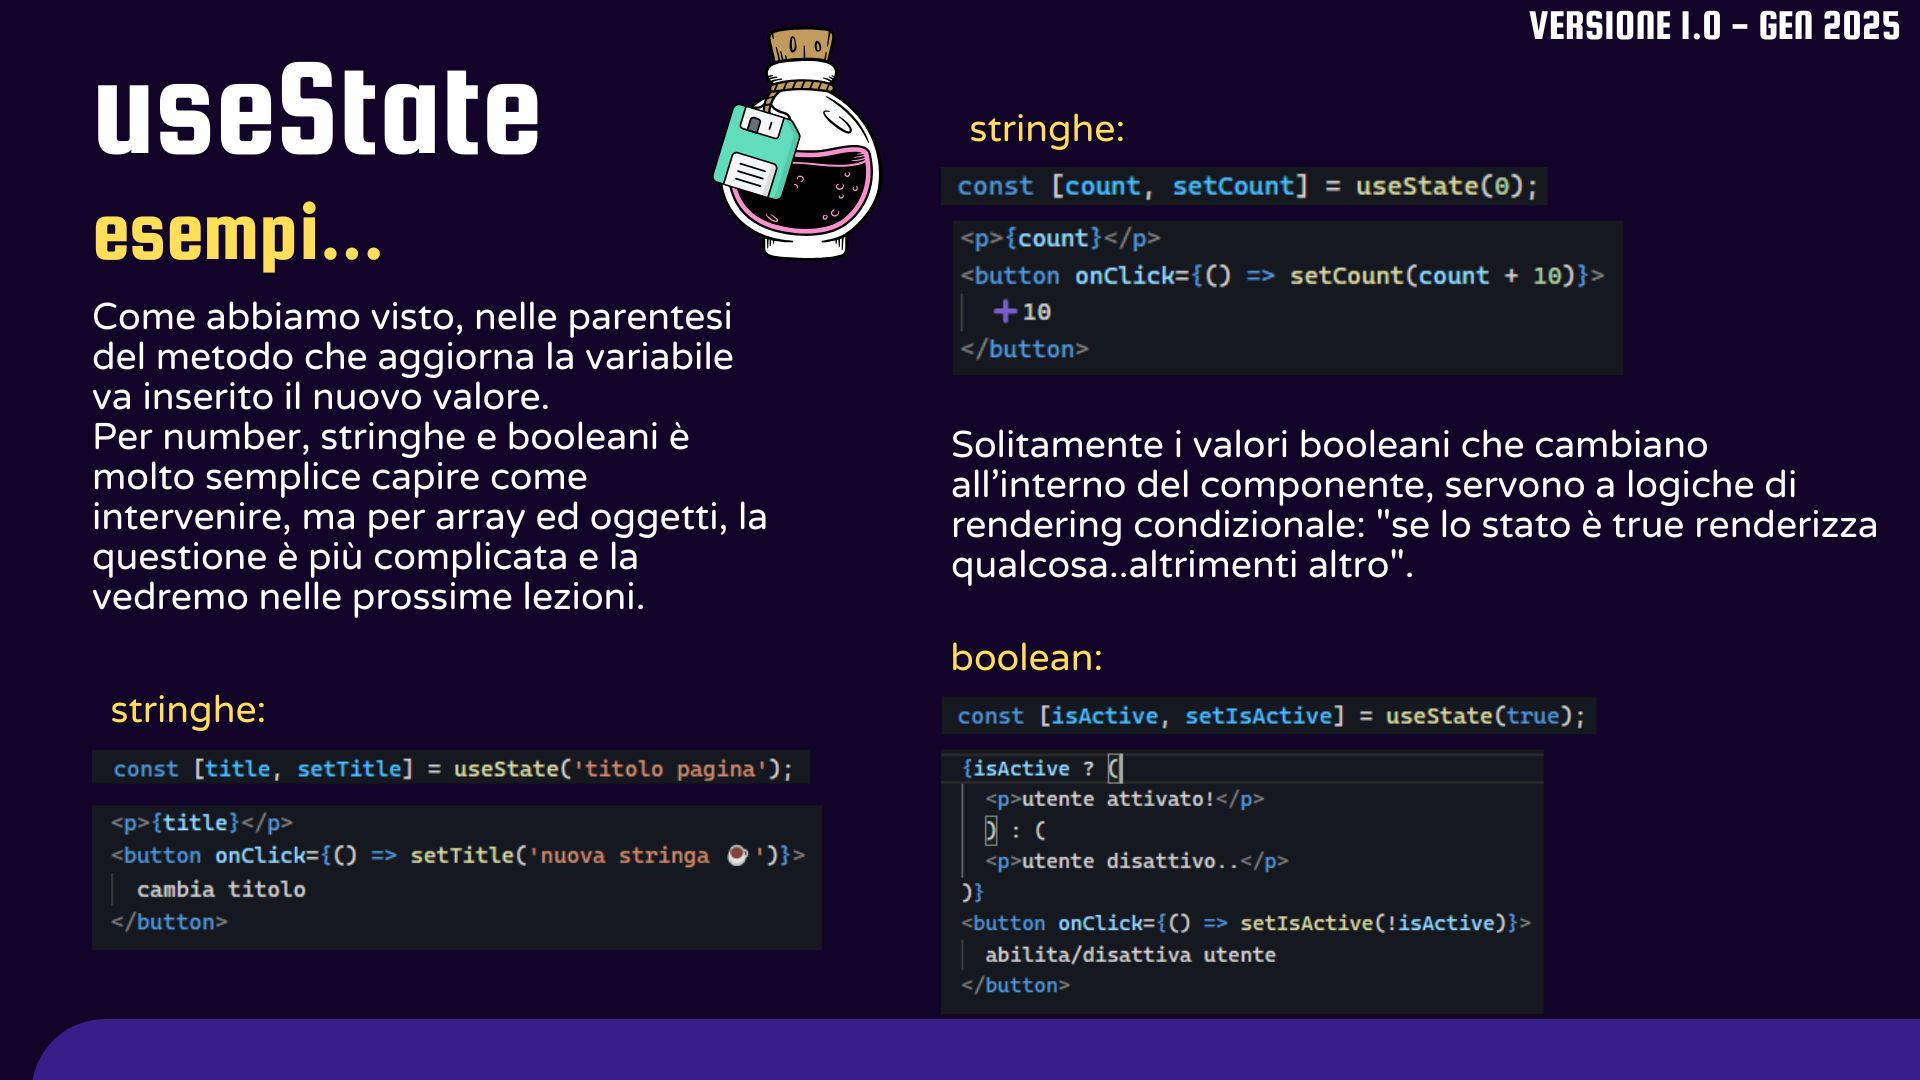 VERSIONE 1.0 - GEN 2025
useState
esempi...
Come abbiamo visto, nelle parentesi
del metodo che aggiorna la variabile
va inserito il nuovo valore.
Per number, stringhe e booleani è
molto semplice capire come
intervenire, ma per array ed oggetti, la
questione è più complicata e la
vedremo nelle prossime lezioni.
stringhe:
const [title, setTitle] = useState('titolo pagina');
<p>{title}</p>
<button onClick={() => setTitle('nuova stringa ☕')}>
cambia titolo
</button>
stringhe:
const [count, setCount] = useState(0);
<p>{count}</p>
<button onClick={() => setCount(count + 10)}>
➕10
</button>
Solitamente i valori booleani che cambiano
all’interno del componente, servono a logiche di
rendering condizionale: "se lo stato è true renderizza
qualcosa..altrimenti altro".
boolean:
const [isActive, setIsActive] = useState(true);
{isActive ? (
<p>utente attivato!</p>
) : (
<p>utente disattivo..</p>
)}
<button onClick={() => setIsActive(!isActive)}>
abilita/disattiva utente
</button>